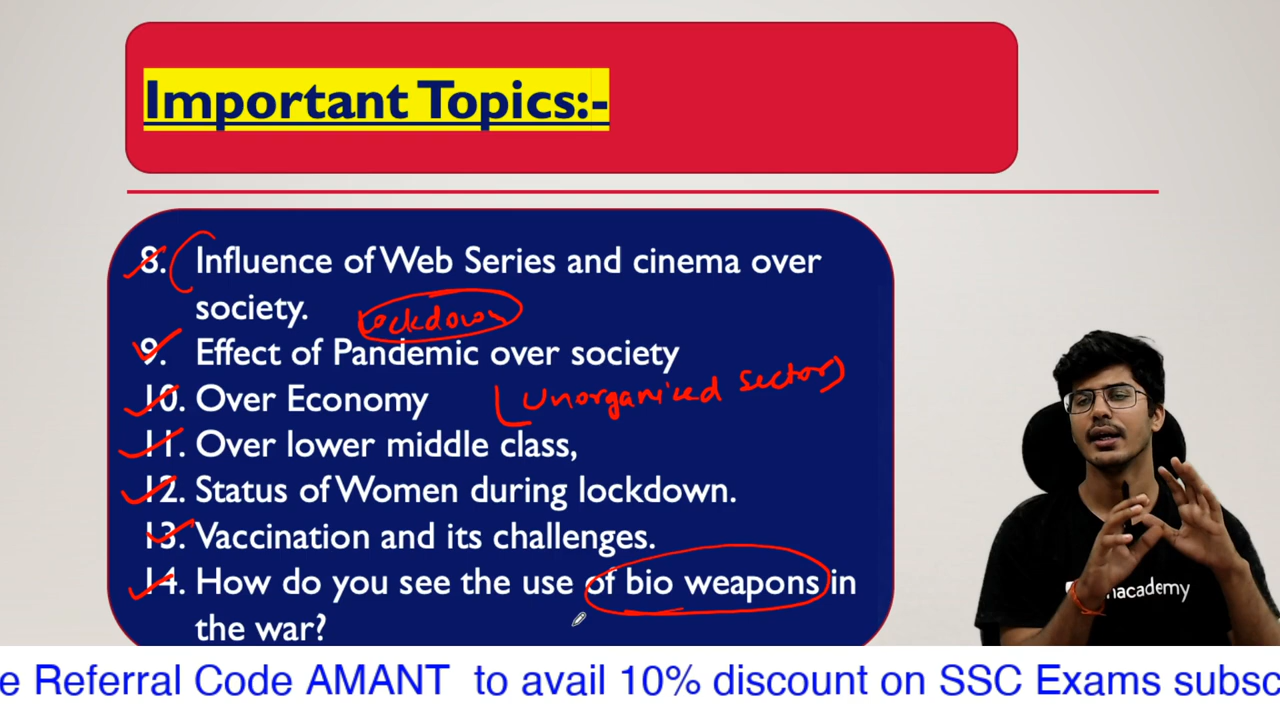 Important Topics:-
8. Influence of Web Series and cinema over
society.
Lockdown
9. Effect of Pandemic over society
10. Over Economy
(Unorganized Sector)
11. Over lower middle class,
12. Status of Women during lockdown.
13. Vaccination and its challenges.
14. How do you see the use of bio weapons in
the war?
nacademy
e Referral Code AMANT to avail 10% discount on SSC Exams subsc